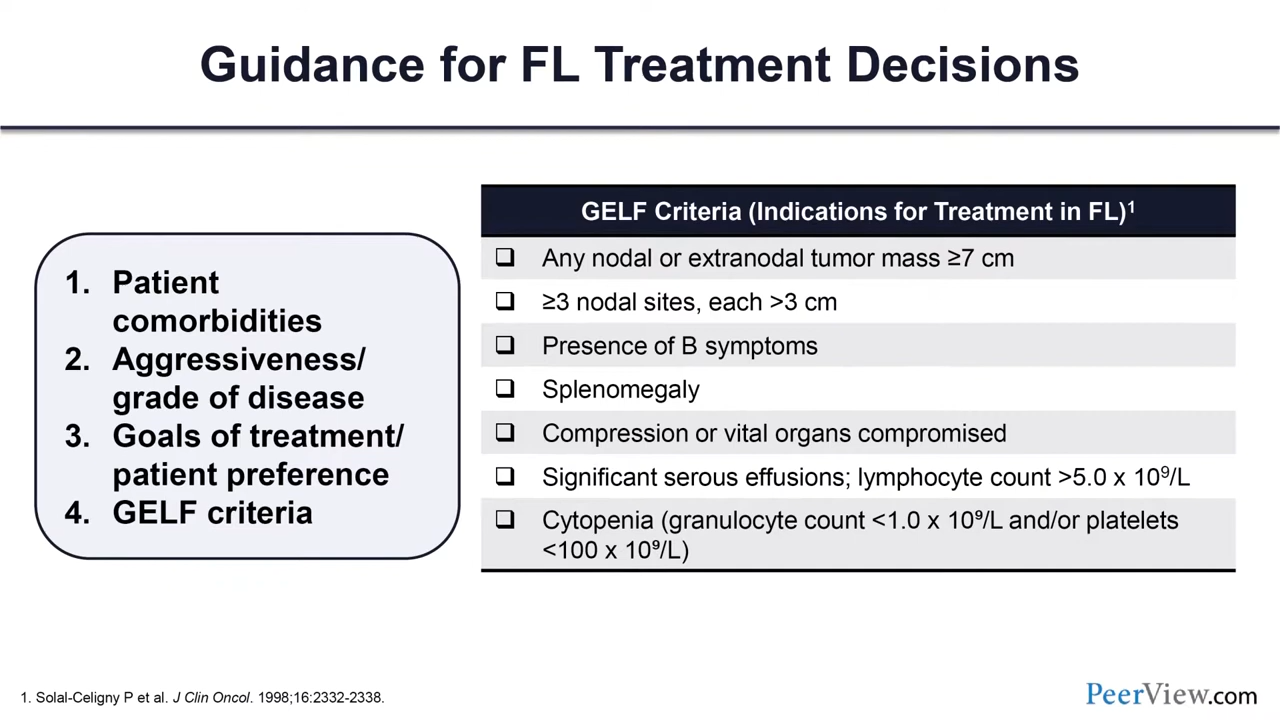 Guidance for FL Treatment Decisions
1. Patient
comorbidities
2. Aggressiveness/
grade of disease
3. Goals of treatment/
patient preference
4. GELF criteria
GELF Criteria (Indications for Treatment in FL)¹
❑ Any nodal or extranodal tumor mass ≥7 cm
❑ ≥3 nodal sites, each >3 cm
❑ Presence of B symptoms
❑ Splenomegaly
❑ Compression or vital organs compromised
❑ Significant serous effusions; lymphocyte count >5.0 x 10⁹/L
❑ Cytopenia (granulocyte count <1.0 x 10⁹/L and/or platelets
<100 x 10⁹/L)
1. Solal-Celigny P et al. J Clin Oncol. 1998;16:2332-2338.
PeerView.com